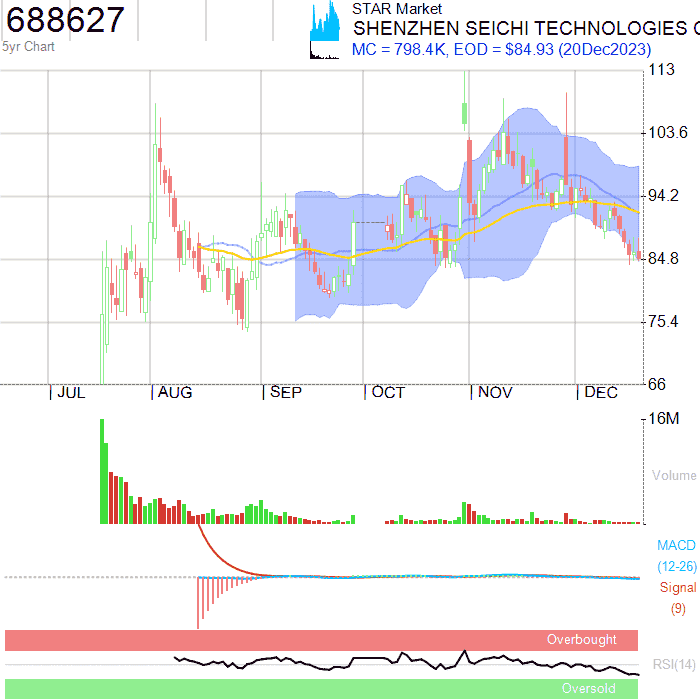 688627
STAR Market
SHENZHEN SEICHI TECHNOLOGIES
5yr Chart
MC = 798.4K, EOD = $84.93 (20Dec2023)
113
103.6
94.2
84.8
75.4
66
JUL
AUG
SEP
OCT
NOV
DEC
16M
Volume
MACD
(12-26)
Signal
(9)
Overbought
RSI(14)
Oversold